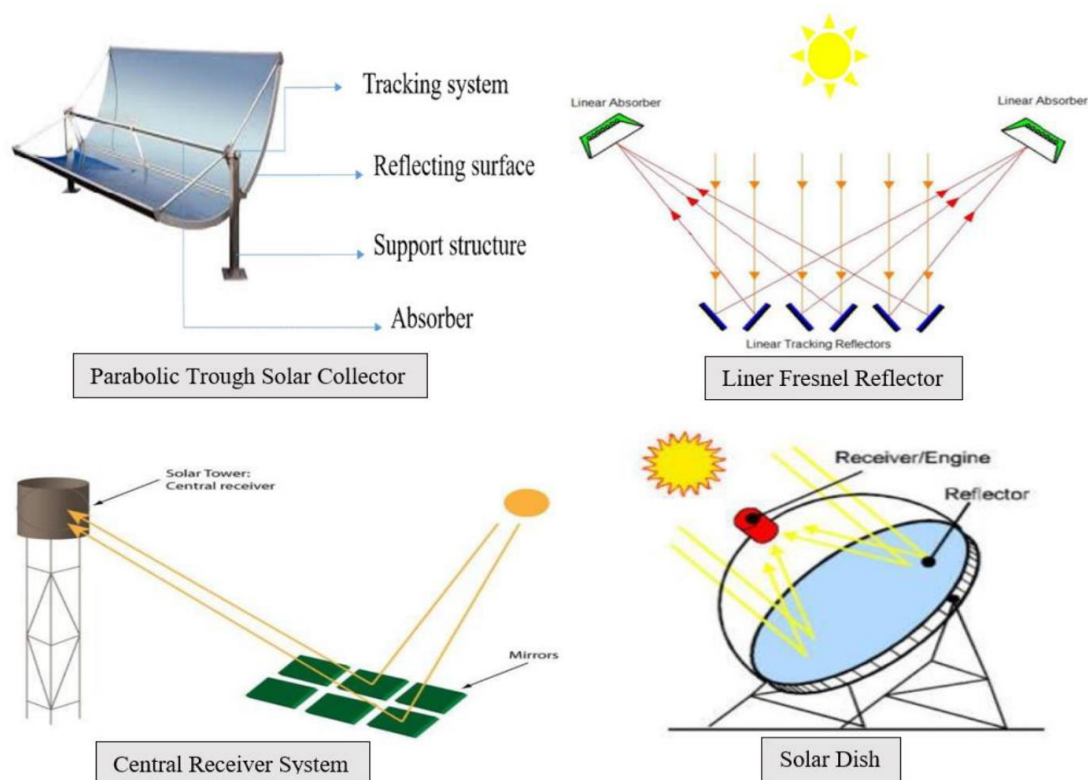 Tracking system
Reflecting surface
Support structure
Absorber
Parabolic Trough Solar Collector
Linear Absorber
Linear Absorber
Linear Tracking Reflectors
Liner Fresnel Reflector
Solar Tower:
Central receiver
Mirrors
Central Receiver System
Receiver/Engine
Reflector
Solar Dish